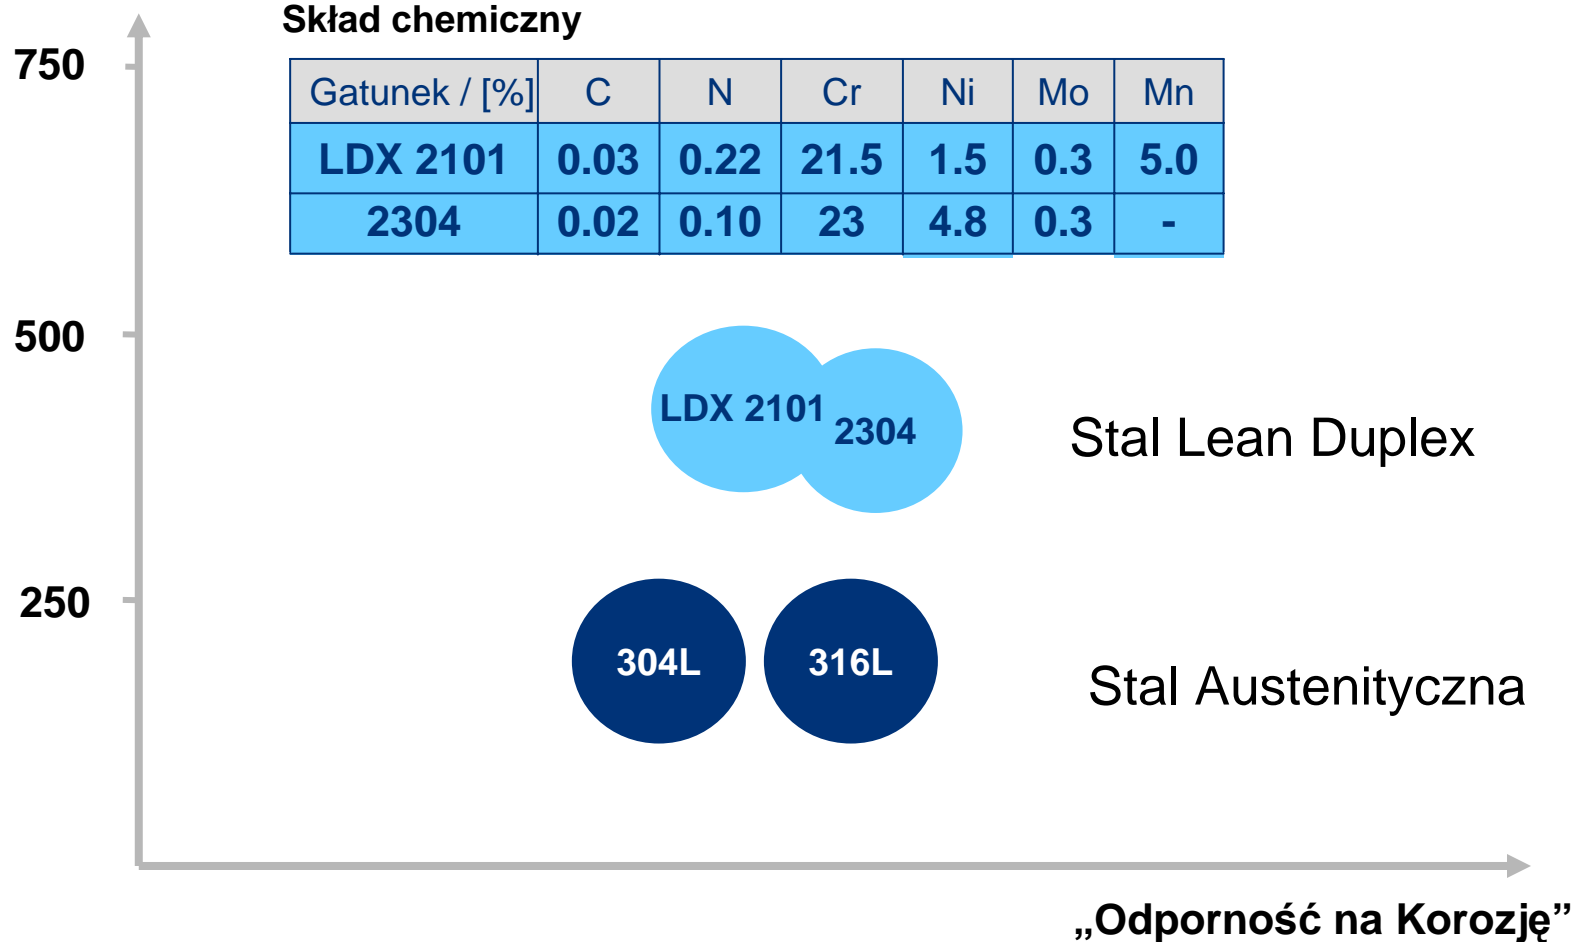 Skład chemiczny
750
Gatunek / [%] C N Cr Ni Mo Mn
LDX 2101 0.03 0.22 21.5 1.5 0.3 5.0
2304 0.02 0.10 23 4.8 0.3 -
500
LDX 2101
2304
Stal Lean Duplex
250
304L
316L
Stal Austenityczna
„Odporność na Korozję”